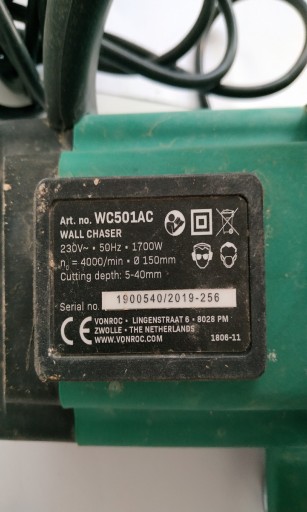 Art. no. WC501AC
WALL CHASER
230V~ • 50Hz • 1700W
n₀ = 4000/min • Ø 150mm
Cutting depth: 5-40mm
Serial no. 1900540/2019-256
CE VONROC • LINGENSTRAAT 6 • 8028 PM
ZWOLLE • THE NETHERLANDS
WWW.VONROC.COM 1806-11